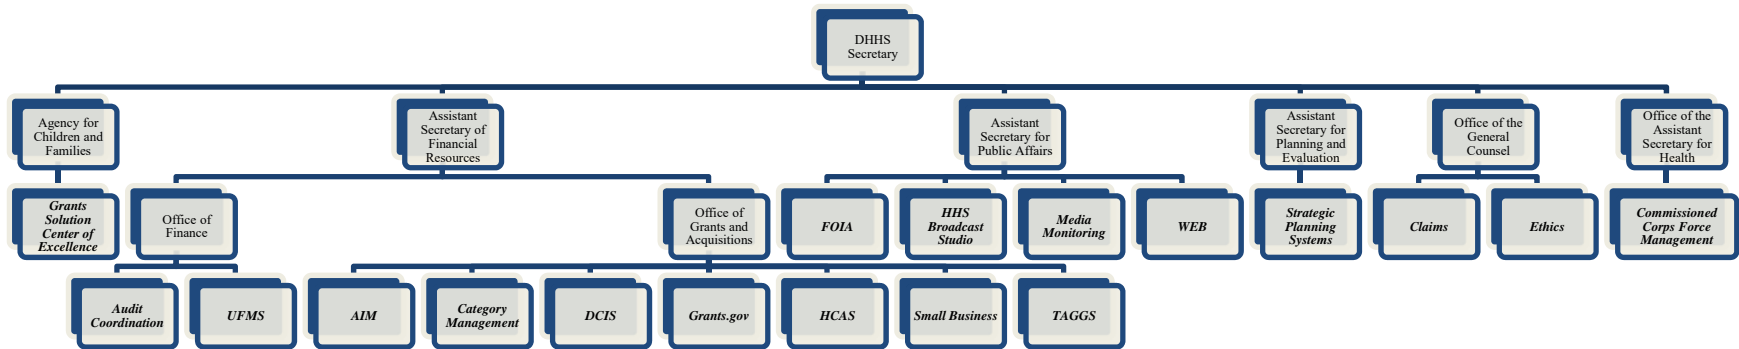 DHHS
Secretary
Agency for
Children and
Families
Assistant
Secretary of
Financial
Resources
Assistant
Secretary for
Public Affairs
Assistant
Secretary for
Planning and
Evaluation
Office of the
General
Counsel
Office of the
Assistant
Secretary for
Health
Grants
Solution
Center of
Excellence
Office of
Finance
Office of
Grants and
Acquisitions
FOIA
HHS
Broadcast
Studio
Media
Monitoring
WEB
Strategic
Planning
Systems
Claims
Ethics
Commissioned
Corps Force
Management
Audit
Coordination
UFMS
AIM
Category
Management
DCIS
Grants.gov
HCAS
Small Business
TAGGS